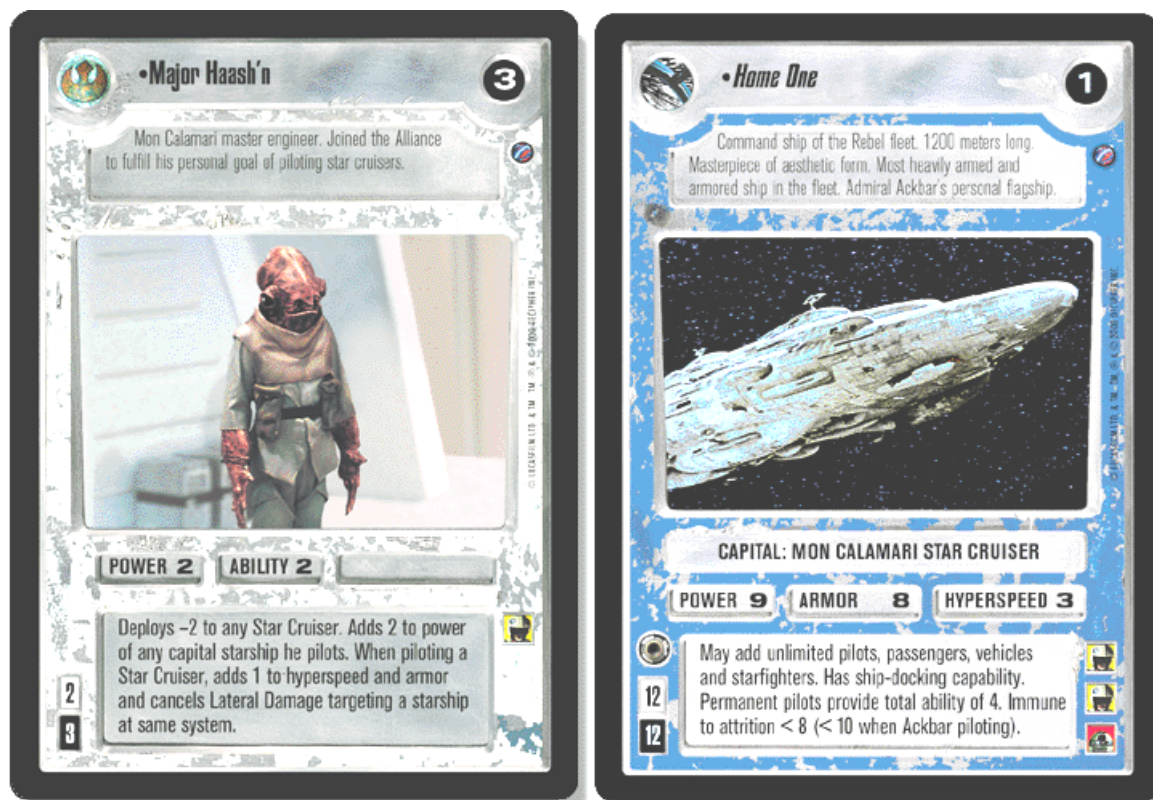 •Major Haash'n
3
Mon Calamari master engineer. Joined the Alliance
to fulfill his personal goal of piloting star cruisers.
POWER 2
ABILITY 2
Deploys –2 to any Star Cruiser. Adds 2 to power
of any capital starship he pilots. When piloting a
Star Cruiser, adds 1 to hyperspeed and armor
and cancels Lateral Damage targeting a starship
at same system.
2
3
•Home One
1
Command ship of the Rebel fleet. 1200 meters long.
Masterpiece of aesthetic form. Most heavily armed and
armored ship in the fleet. Admiral Ackbar's personal flagship.
CAPITAL: MON CALAMARI STAR CRUISER
POWER 9
ARMOR 8
HYPERSPEED 3
May add unlimited pilots, passengers, vehicles
and starfighters. Has ship-docking capability.
Permanent pilots provide total ability of 4. Immune
to attrition < 8 (< 10 when Ackbar piloting).
12
12